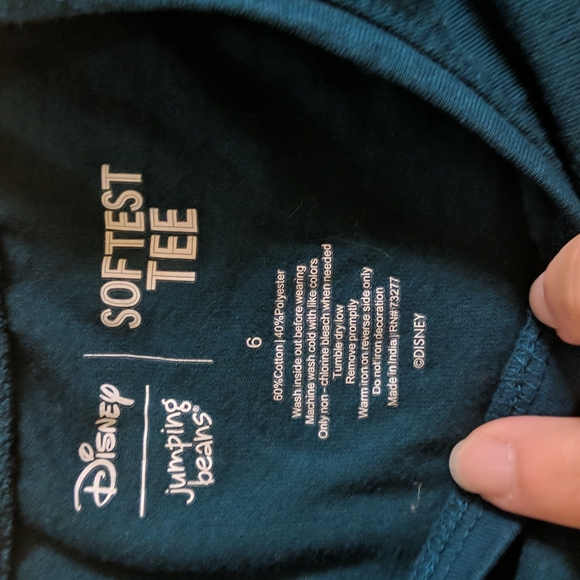 Disney
jumping
beans®
SOFTEST
TEE
6
60%Cotton | 40%Polyester
Wash inside out before wearing
Machine wash cold with like colors
Only non - chlorine bleach when needed
Tumble dry low
Remove promptly
Warm iron on reverse side only
Do not iron decoration
Made in India | RN# 73277
©DISNEY